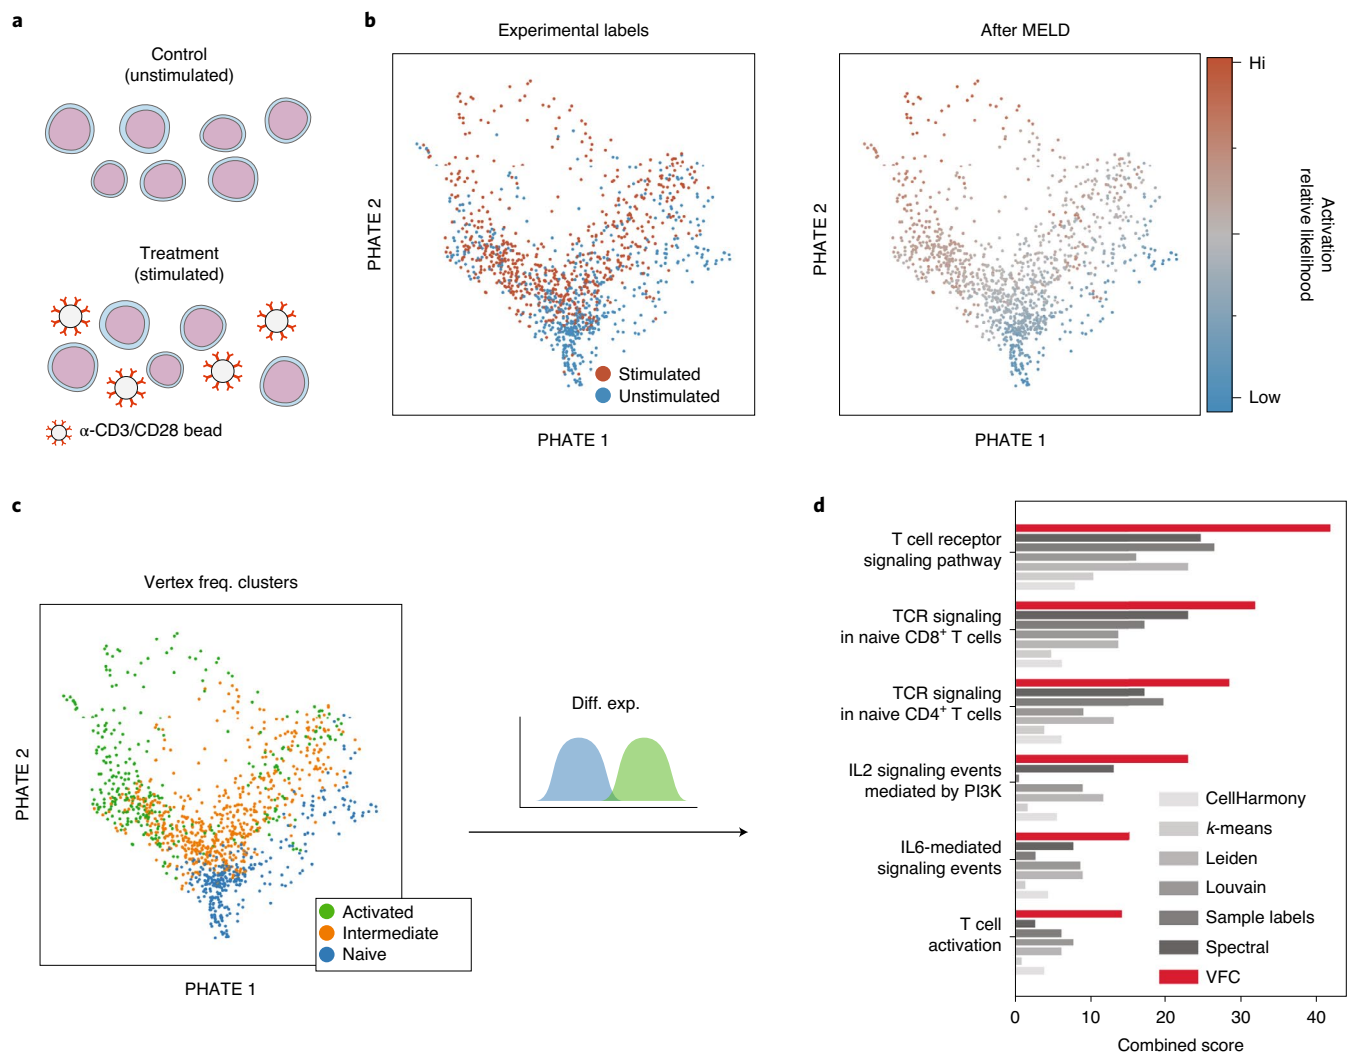 a
Control
(unstimulated)
Treatment
(stimulated)
α-CD3/CD28 bead
b
Experimental labels
PHATE 2
Stimulated
Unstimulated
PHATE 1
After MELD
PHATE 2
PHATE 1
Hi
Low
Activation
relative likelihood
c
Vertex freq. clusters
PHATE 2
Activated
Intermediate
Naive
PHATE 1
Diff. exp.
d
T cell receptor
signaling pathway
TCR signaling
in naive CD8⁺ T cells
TCR signaling
in naive CD4⁺ T cells
IL2 signaling events
mediated by PI3K
IL6-mediated
signaling events
T cell
activation
CellHarmony
k-means
Leiden
Louvain
Sample labels
Spectral
VFC
0 10 20 30 40
Combined score